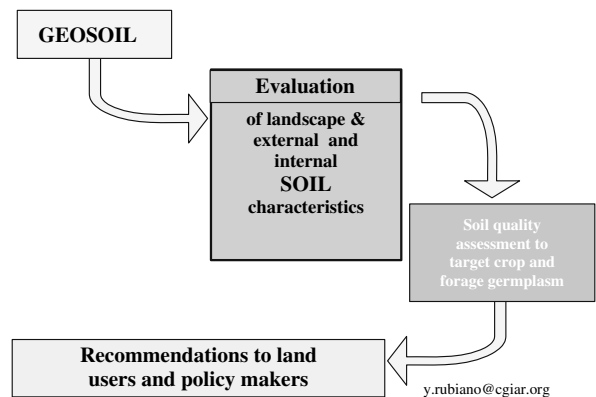 GEOSOIL
Evaluation
of landscape &
external and
internal
SOIL
characteristics
Soil quality
assessment to
target crop and
forage germplasm
Recommendations to land
users and policy makers
y.rubiano@cgiar.org